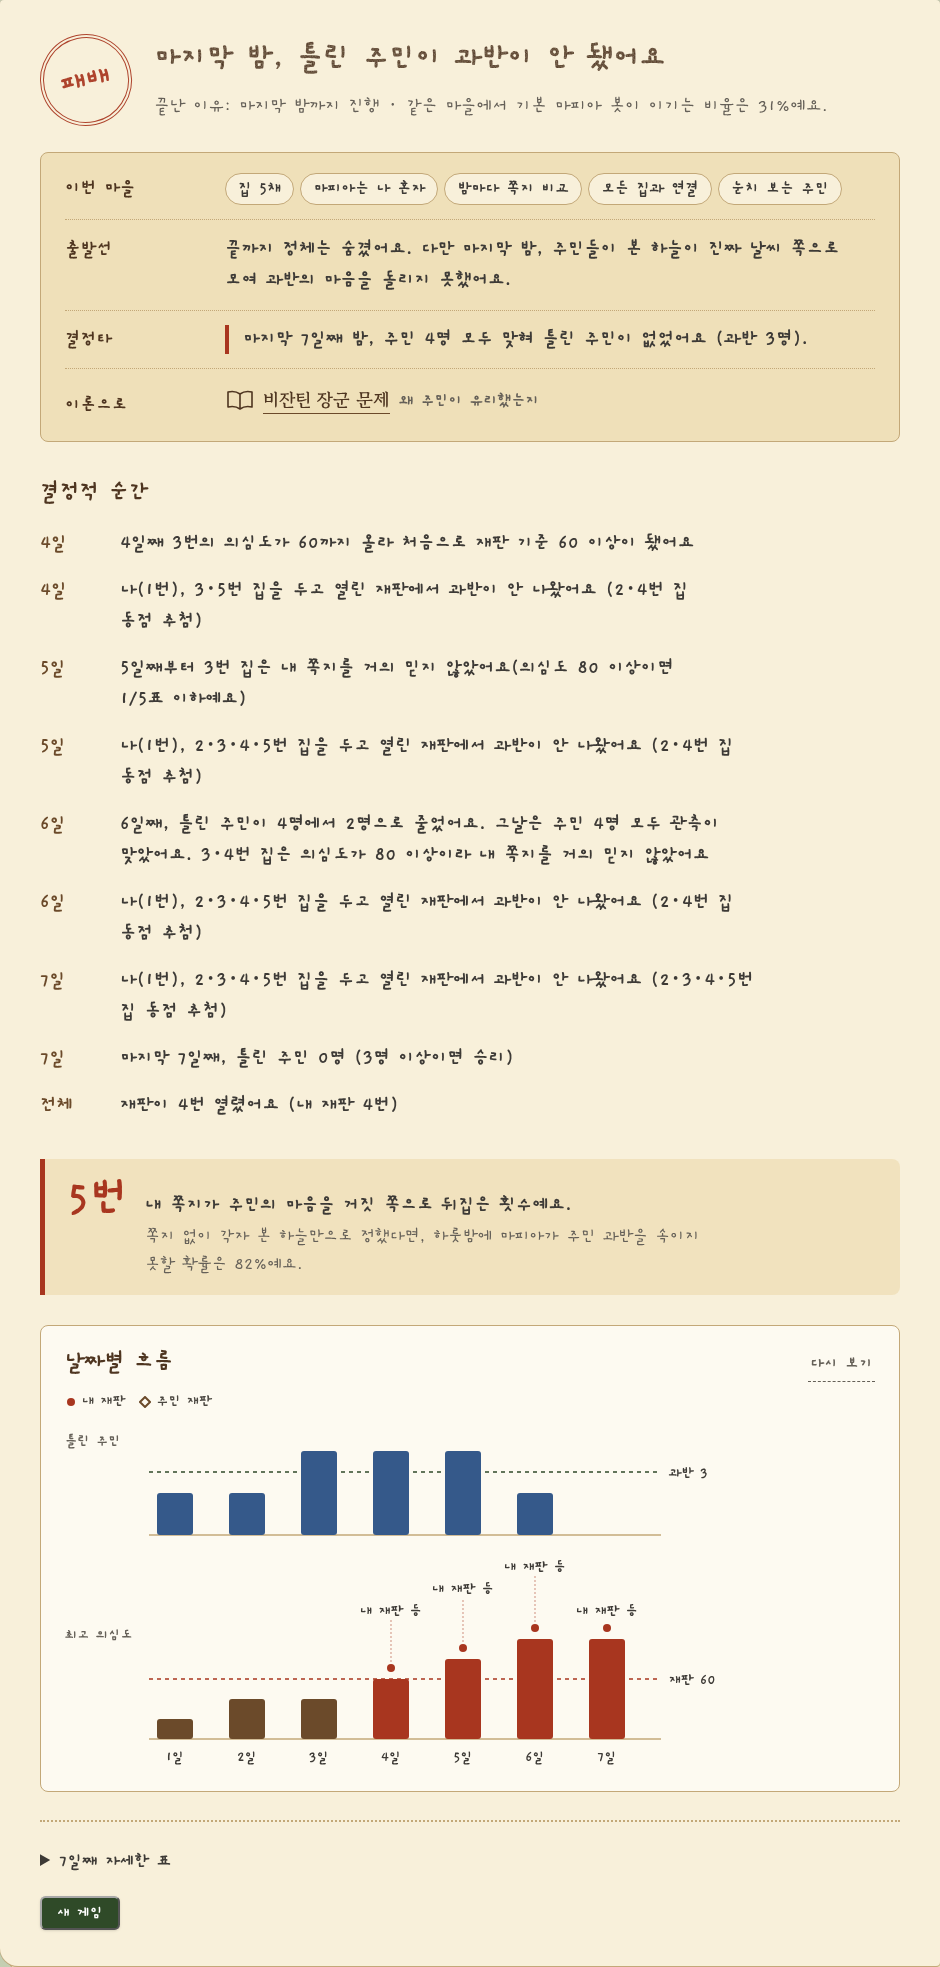 패배
마지막 밤, 틀린 주민이 과반이 안 됐어요
끝난 이유: 마지막 밤까지 진행 · 같은 마을에서 기본 마피아 봇이 이기는 비율은 31%예요.
이번 마을
집 5채
마피아는 나 혼자
밤마다 쪽지 비교
모든 집과 연결
눈치 보는 주민
출발선
끝까지 정체는 숨겼어요. 다만 마지막 밤, 주민들이 본 하늘이 진짜 날씨 쪽으로
모여 과반의 마음을 돌리지 못했어요.
결정타
마지막 7일째 밤, 주민 4명 모두 맞혀 틀린 주민이 없었어요 (과반 3명).
이론으로
비잔틴 장군 문제 왜 주민이 유리했는지
결정적 순간
4일 4일째 3번의 의심도가 60까지 올라 처음으로 재판 기준 60 이상이 됐어요
4일 나(1번), 3·5번 집을 두고 열린 재판에서 과반이 안 나왔어요 (2·4번 집
동점 추첨)
5일 5일째부터 3번 집은 내 쪽지를 거의 믿지 않았어요(의심도 80 이상이면
1/5표 이하예요)
5일 나(1번), 2·3·4·5번 집을 두고 열린 재판에서 과반이 안 나왔어요 (2·4번 집
동점 추첨)
6일 6일째, 틀린 주민이 4명에서 2명으로 줄었어요. 그날은 주민 4명 모두 관측이
맞았어요. 3·4번 집은 의심도가 80 이상이라 내 쪽지를 거의 믿지 않았어요
6일 나(1번), 2·3·4·5번 집을 두고 열린 재판에서 과반이 안 나왔어요 (2·4번 집
동점 추첨)
7일 나(1번), 2·3·4·5번 집을 두고 열린 재판에서 과반이 안 나왔어요 (2·3·4·5번
집 동점 추첨)
7일 마지막 7일째, 틀린 주민 0명 (3명 이상이면 승리)
전체 재판이 4번 열렸어요 (내 재판 4번)
5번 내 쪽지가 주민의 마음을 거짓 쪽으로 뒤집은 횟수예요.
쪽지 없이 각자 본 하늘만으로 정했다면, 하룻밤에 마피아가 주민 과반을 속이지
못할 확률은 82%예요.
날짜별 흐름
다시 보기
내 재판 주민 재판
틀린 주민
과반 3
내 재판 등
내 재판 등
내 재판 등
내 재판 등
최고 의심도
재판 60
1일 2일 3일 4일 5일 6일 7일
▶ 7일째 자세한 표
새 게임